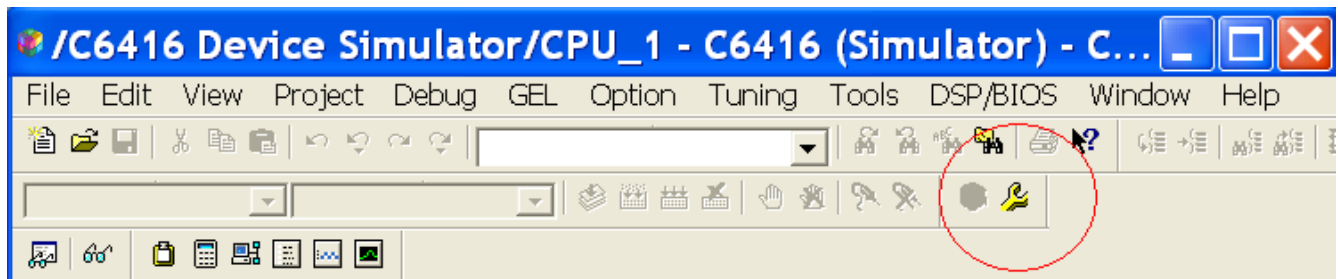 /C6416 Device Simulator/CPU_1 - C6416 (Simulator) - C...
File Edit View Project Debug GEL Option Tuning Tools DSP/BIOS Window Help